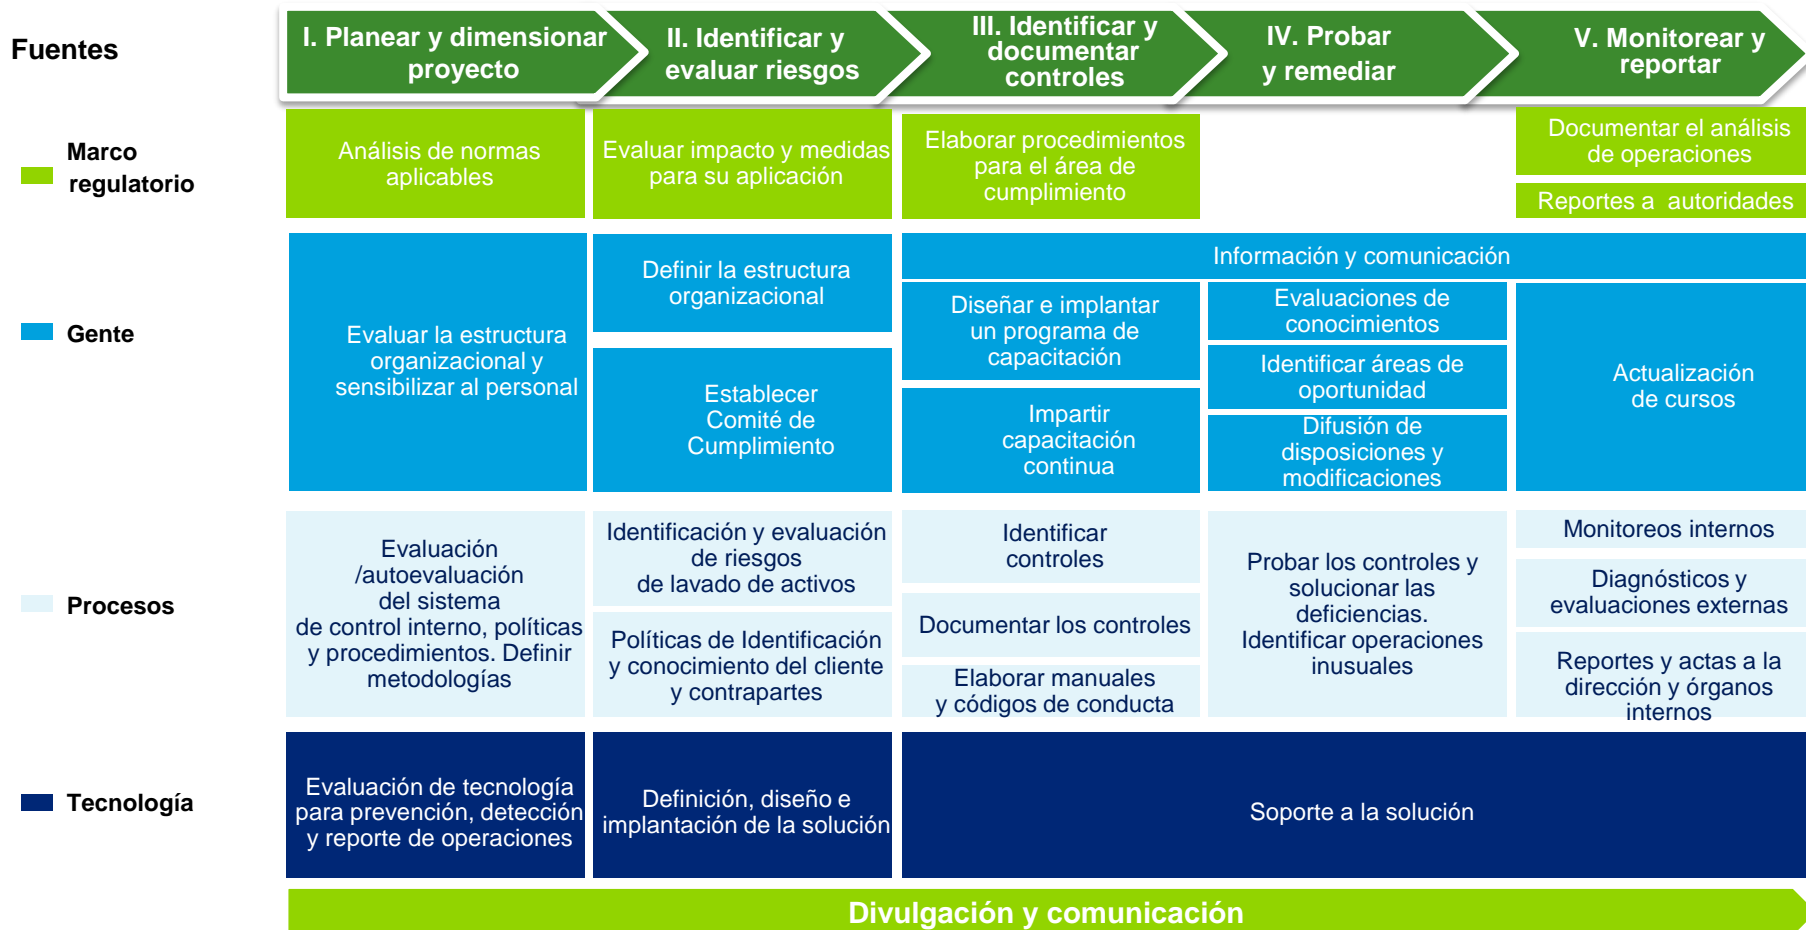 Fuentes
I. Planear y dimensionar
proyecto
II. Identificar y
evaluar riesgos
III. Identificar y
documentar
controles
IV. Probar
y remediar
V. Monitorear y
reportar
Marco
regulatorio
Análisis de normas
aplicables
Evaluar impacto y medidas
para su aplicación
Elaborar procedimientos
para el área de
cumplimiento
Documentar el análisis
de operaciones
Reportes a autoridades
Gente
Evaluar la estructura
organizacional y
sensibilizar al personal
Definir la estructura
organizacional
Establecer
Comité de
Cumplimiento
Información y comunicación
Diseñar e implantar
un programa de
capacitación
Impartir
capacitación
continua
Evaluaciones de
conocimientos
Identificar áreas de
oportunidad
Difusión de
disposiciones y
modificaciones
Actualización
de cursos
Procesos
Evaluación
/autoevaluación
del sistema
de control interno, políticas
y procedimientos. Definir
metodologías
Identificación y evaluación
de riesgos
de lavado de activos
Políticas de Identificación
y conocimiento del cliente
y contrapartes
Identificar
controles
Documentar los controles
Elaborar manuales
y códigos de conducta
Probar los controles y
solucionar las
deficiencias.
Identificar operaciones
inusuales
Monitoreos internos
Diagnósticos y
evaluaciones externas
Reportes y actas a la
dirección y órganos
internos
Tecnología
Evaluación de tecnología
para prevención, detección
y reporte de operaciones
Definición, diseño e
implantación de la solución
Soporte a la solución
Divulgación y comunicación